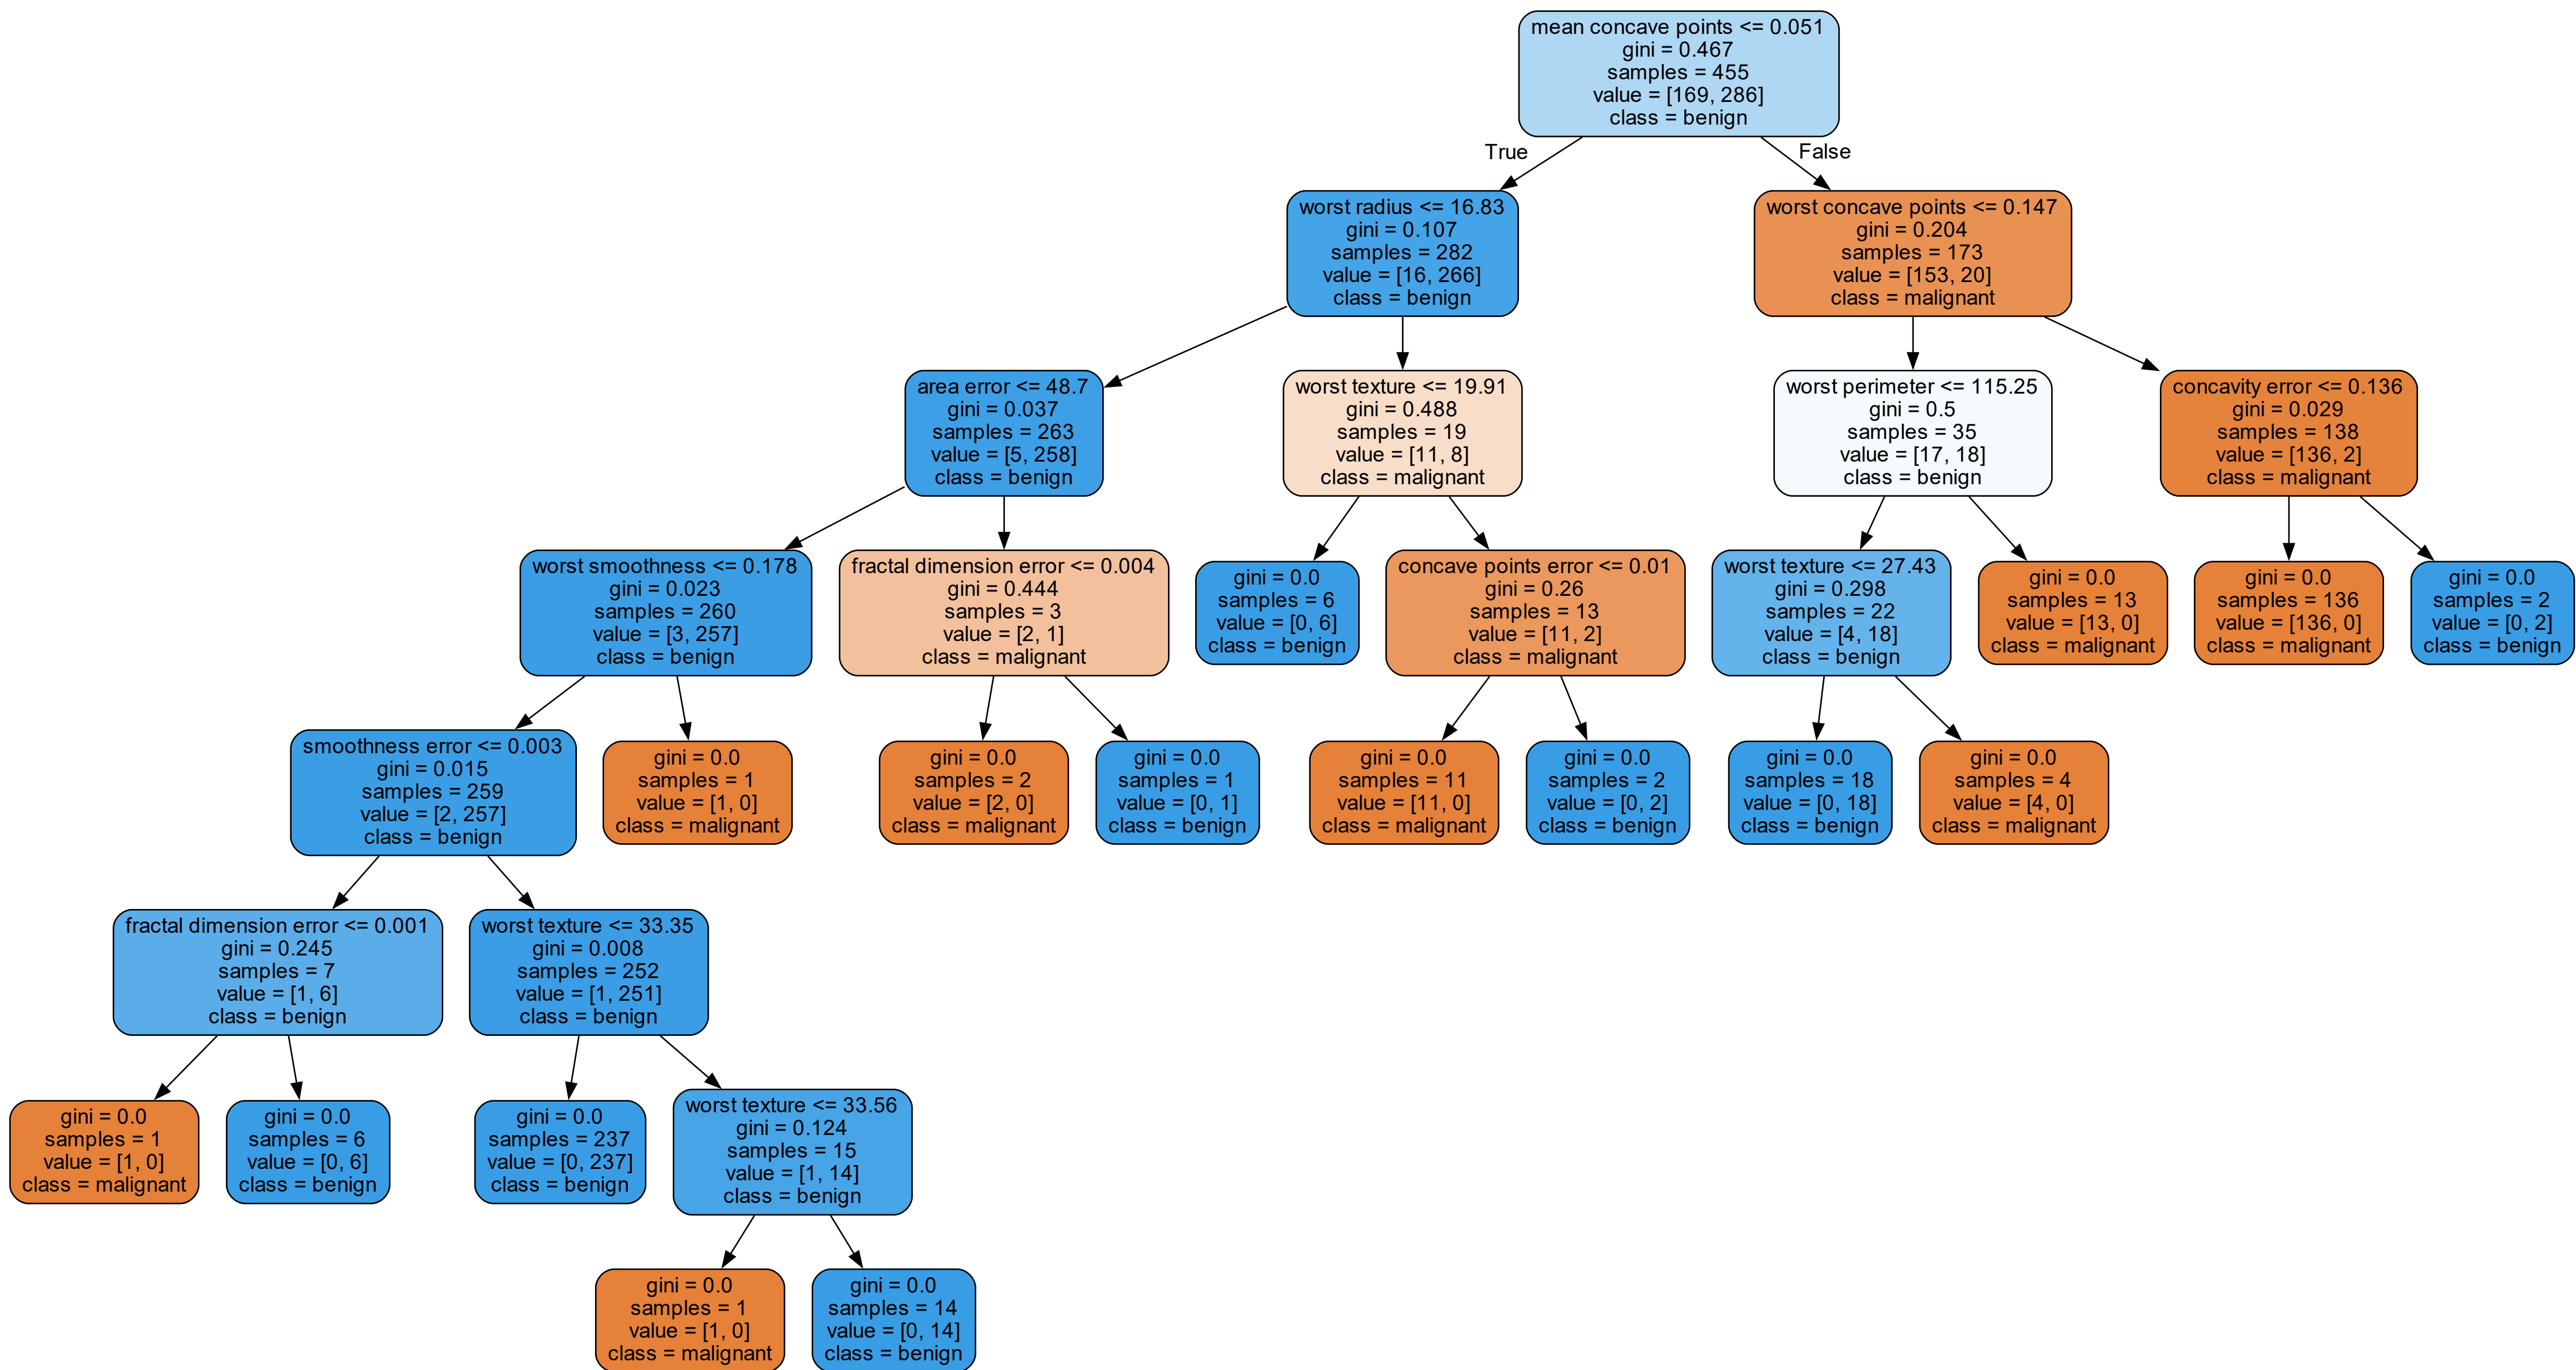 mean concave points <= 0.051
gini = 0.467
samples = 455
value = [169, 286]
class = benign
True
False
worst radius <= 16.83
gini = 0.107
samples = 282
value = [16, 266]
class = benign
worst concave points <= 0.147
gini = 0.204
samples = 173
value = [153, 20]
class = malignant
area error <= 48.7
gini = 0.037
samples = 263
value = [5, 258]
class = benign
worst texture <= 19.91
gini = 0.488
samples = 19
value = [11, 8]
class = malignant
worst perimeter <= 115.25
gini = 0.5
samples = 35
value = [17, 18]
class = benign
concavity error <= 0.136
gini = 0.029
samples = 138
value = [136, 2]
class = malignant
worst smoothness <= 0.178
gini = 0.023
samples = 260
value = [3, 257]
class = benign
fractal dimension error <= 0.004
gini = 0.444
samples = 3
value = [2, 1]
class = malignant
gini = 0.0
samples = 6
value = [0, 6]
class = benign
concave points error <= 0.01
gini = 0.26
samples = 13
value = [11, 2]
class = malignant
worst texture <= 27.43
gini = 0.298
samples = 22
value = [4, 18]
class = benign
gini = 0.0
samples = 13
value = [13, 0]
class = malignant
gini = 0.0
samples = 136
value = [136, 0]
class = malignant
gini = 0.0
samples = 2
value = [0, 2]
class = benign
smoothness error <= 0.003
gini = 0.015
samples = 259
value = [2, 257]
class = benign
gini = 0.0
samples = 1
value = [1, 0]
class = malignant
gini = 0.0
samples = 2
value = [2, 0]
class = malignant
gini = 0.0
samples = 1
value = [0, 1]
class = benign
gini = 0.0
samples = 11
value = [11, 0]
class = malignant
gini = 0.0
samples = 2
value = [0, 2]
class = benign
gini = 0.0
samples = 18
value = [0, 18]
class = benign
gini = 0.0
samples = 4
value = [4, 0]
class = malignant
fractal dimension error <= 0.001
gini = 0.245
samples = 7
value = [1, 6]
class = benign
worst texture <= 33.35
gini = 0.008
samples = 252
value = [1, 251]
class = benign
gini = 0.0
samples = 1
value = [1, 0]
class = malignant
gini = 0.0
samples = 6
value = [0, 6]
class = benign
gini = 0.0
samples = 237
value = [0, 237]
class = benign
worst texture <= 33.56
gini = 0.124
samples = 15
value = [1, 14]
class = benign
gini = 0.0
samples = 1
value = [1, 0]
class = malignant
gini = 0.0
samples = 14
value = [0, 14]
class = benign